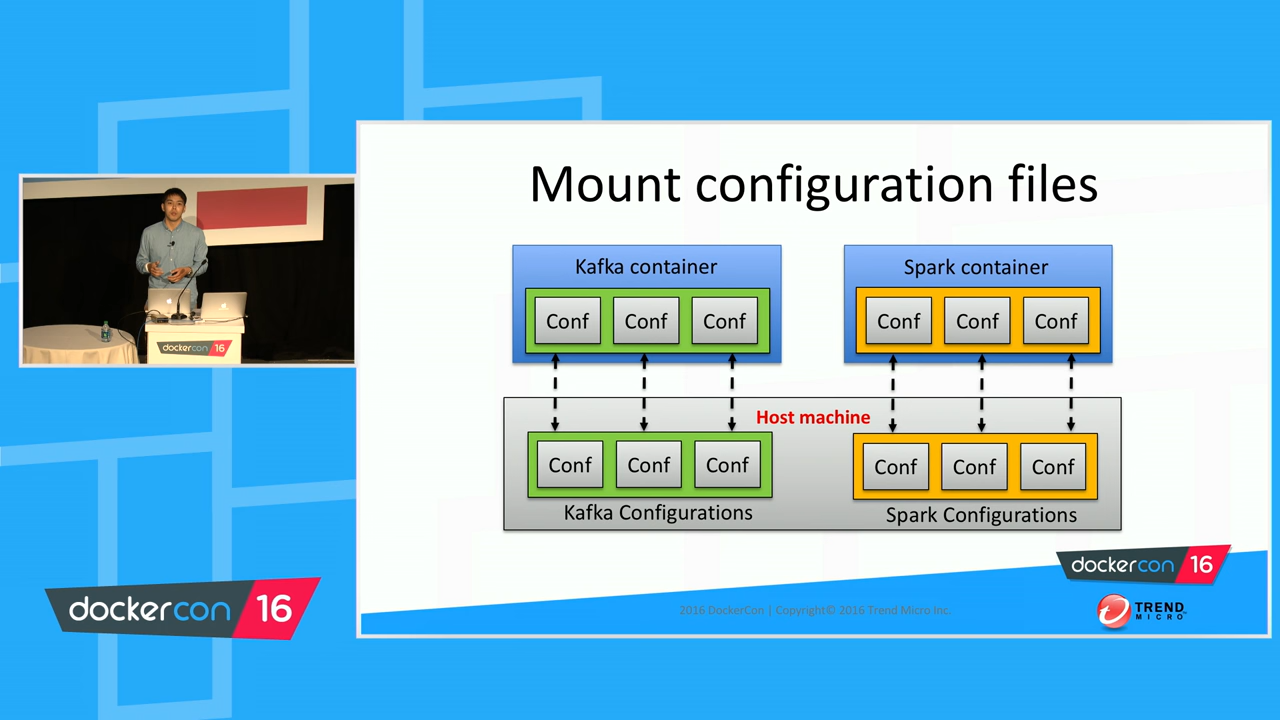 Mount configuration files
Kafka container
Conf Conf Conf
Spark container
Conf Conf Conf
Host machine
Conf Conf Conf
Kafka Configurations
Conf Conf Conf
Spark Configurations
dockercon 16
2016 DockerCon | Copyright© 2016 Trend Micro Inc.
TREND
MICRO
dockercon 16
dockercon 16